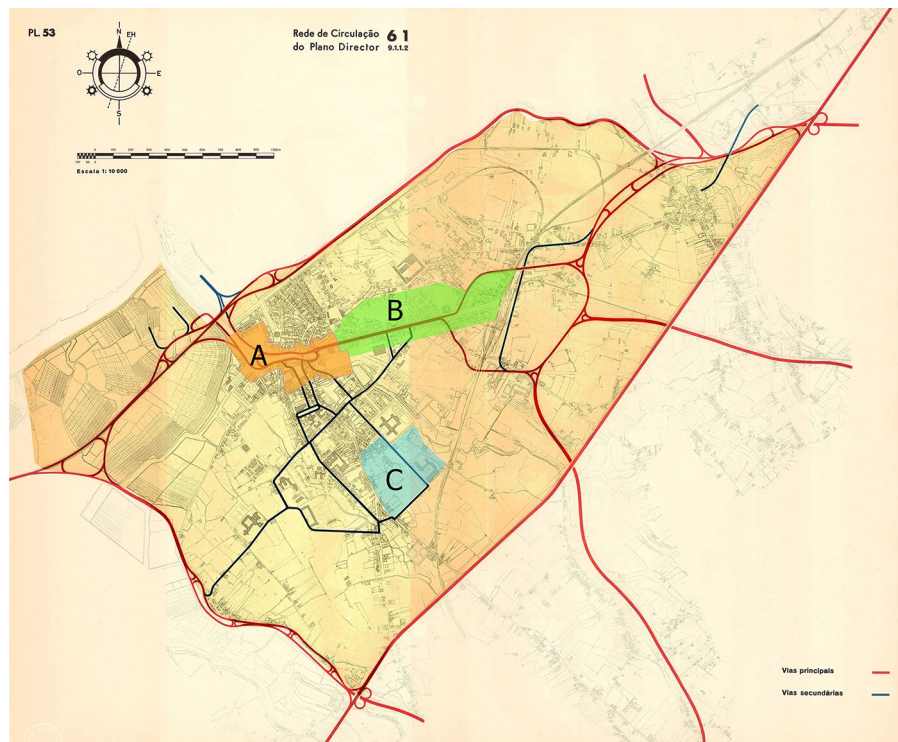 PL. 53
N
EH
O
E
S
Rede de Circulação
do Plano Director
6 1
9.1.1.2
Escala 1: 10 000
A
B
C
Vias principais
Vias secundárias